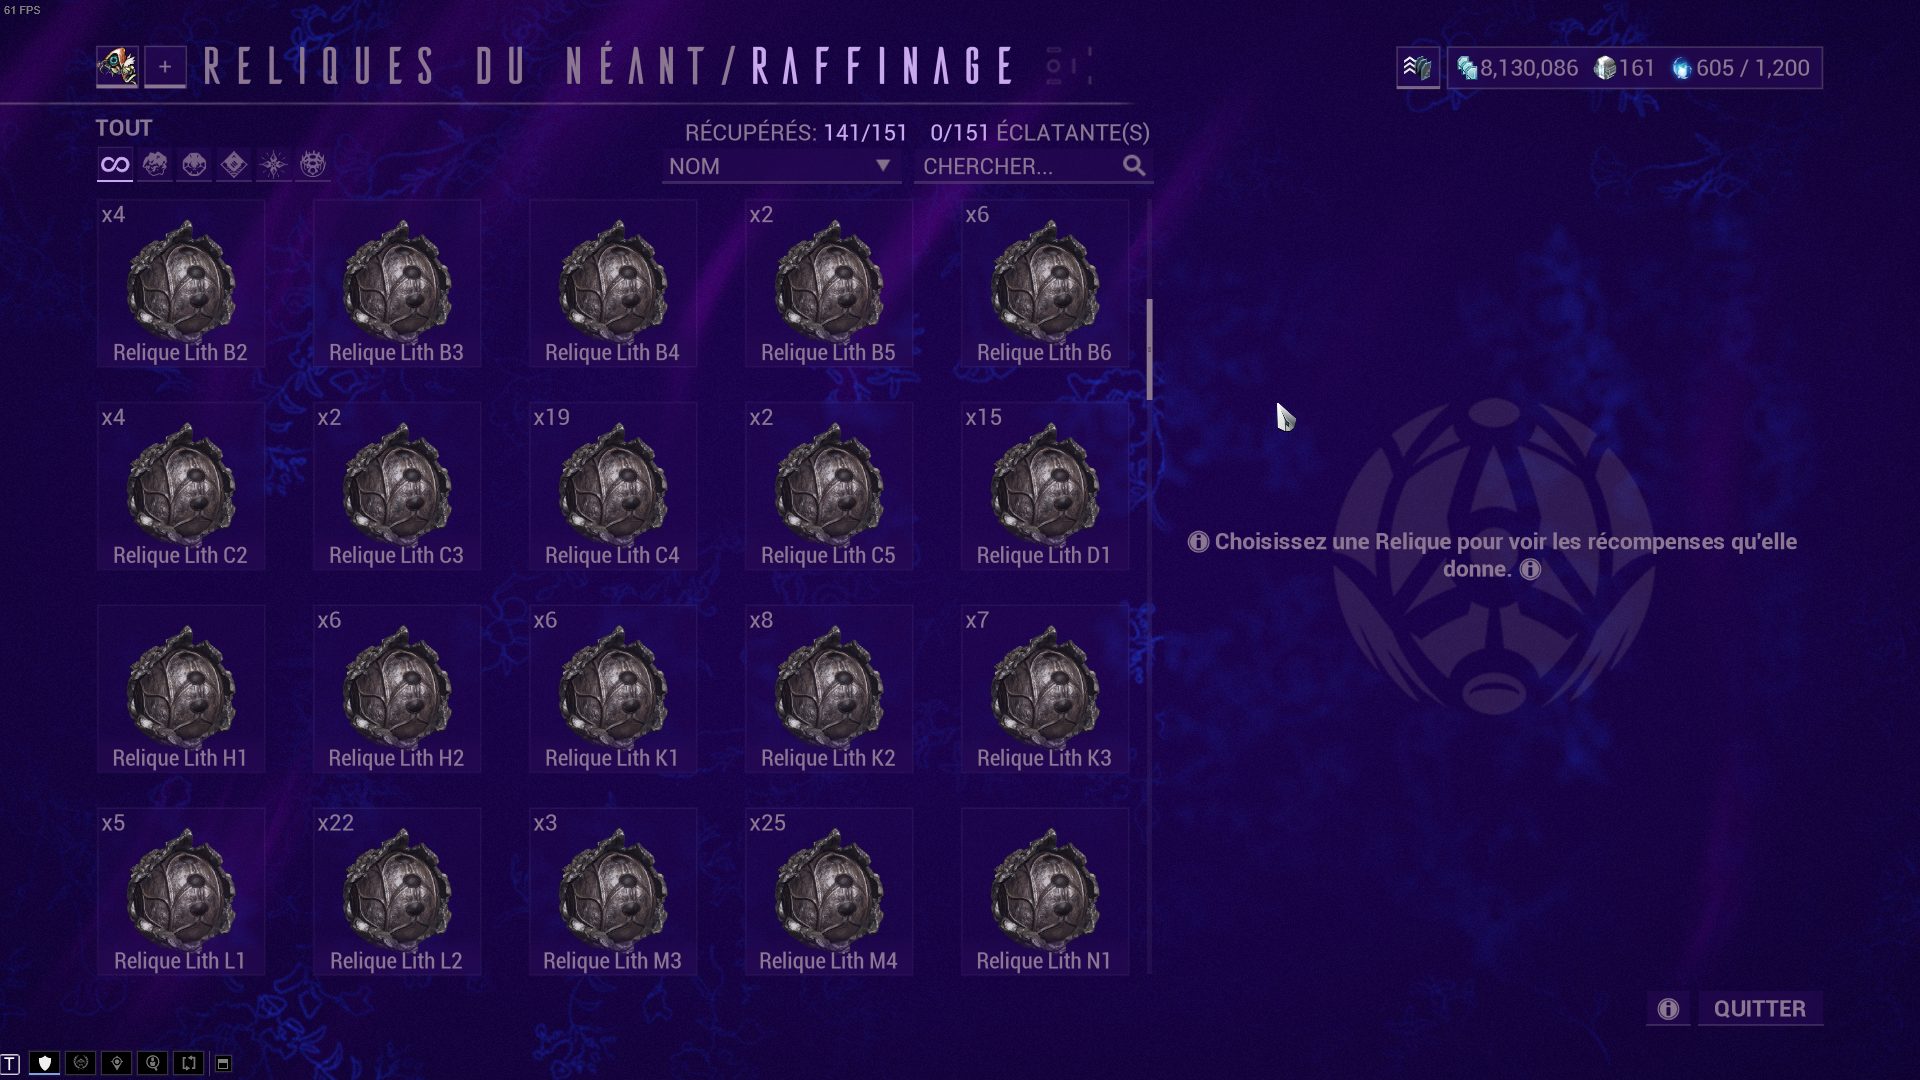 61 FPS
RELIQUES DU NÉANT/RAFFINAGE
8,130,086 161 605 / 1,200
TOUT
RÉCUPÉRÉS: 141/151 0/151 ÉCLATANTE(S)
NOM CHERCHER...
x4 x2 x6
Relique Lith B2 Relique Lith B3 Relique Lith B4 Relique Lith B5 Relique Lith B6
x4 x2 x19 x2 x15
Relique Lith C2 Relique Lith C3 Relique Lith C4 Relique Lith C5 Relique Lith D1
Choisissez une Relique pour voir les récompenses qu'elle
donne.
x6 x6 x8 x7
Relique Lith H1 Relique Lith H2 Relique Lith K1 Relique Lith K2 Relique Lith K3
x5 x22 x3 x25
Relique Lith L1 Relique Lith L2 Relique Lith M3 Relique Lith M4 Relique Lith N1
QUITTER
T